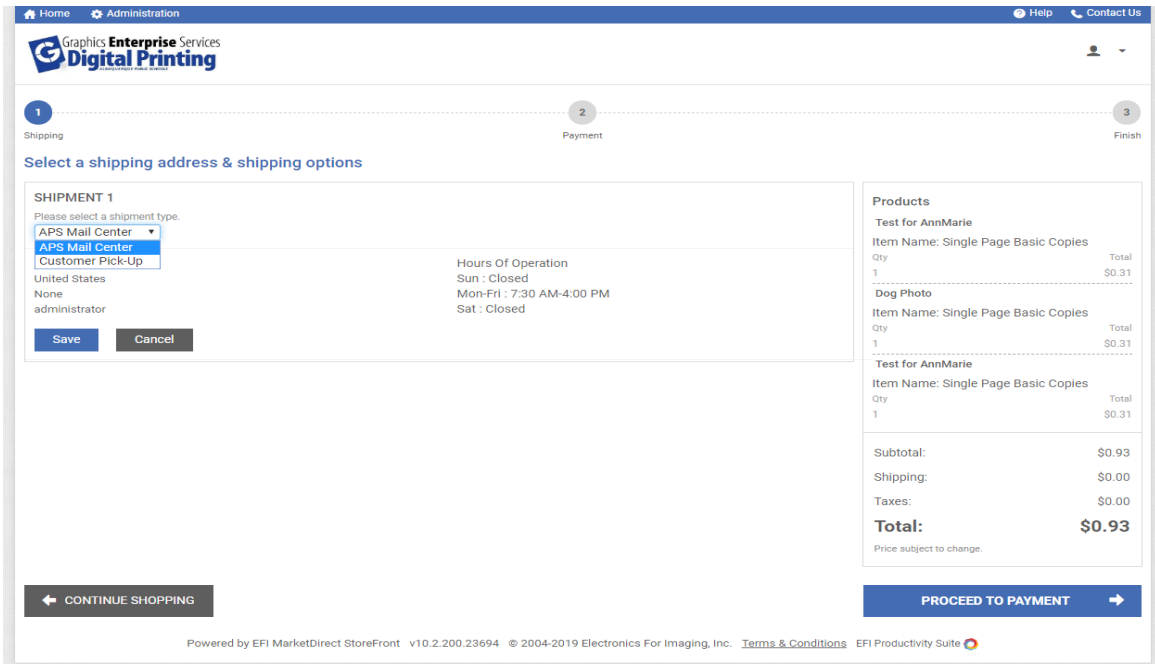 Home Administration Help Contact Us
Graphics Enterprise Services
Digital Printing
ALBUQUERQUE PUBLIC SCHOOLS
1 2 3
Shipping Payment Finish
Select a shipping address & shipping options
SHIPMENT 1
Please select a shipment type.
APS Mail Center
APS Mail Center
Customer Pick-Up
United States
None
administrator
Hours Of Operation
Sun : Closed
Mon-Fri : 7:30 AM-4:00 PM
Sat : Closed
Save Cancel
Products
Test for AnnMarie
Item Name: Single Page Basic Copies
Qty Total
1 $0.31
Dog Photo
Item Name: Single Page Basic Copies
Qty Total
1 $0.31
Test for AnnMarie
Item Name: Single Page Basic Copies
Qty Total
1 $0.31
Subtotal: $0.93
Shipping: $0.00
Taxes: $0.00
Total: $0.93
Price subject to change.
CONTINUE SHOPPING PROCEED TO PAYMENT
Powered by EFI MarketDirect StoreFront v10.2.200.23694 © 2004-2019 Electronics For Imaging, Inc. Terms & Conditions EFI Productivity Suite